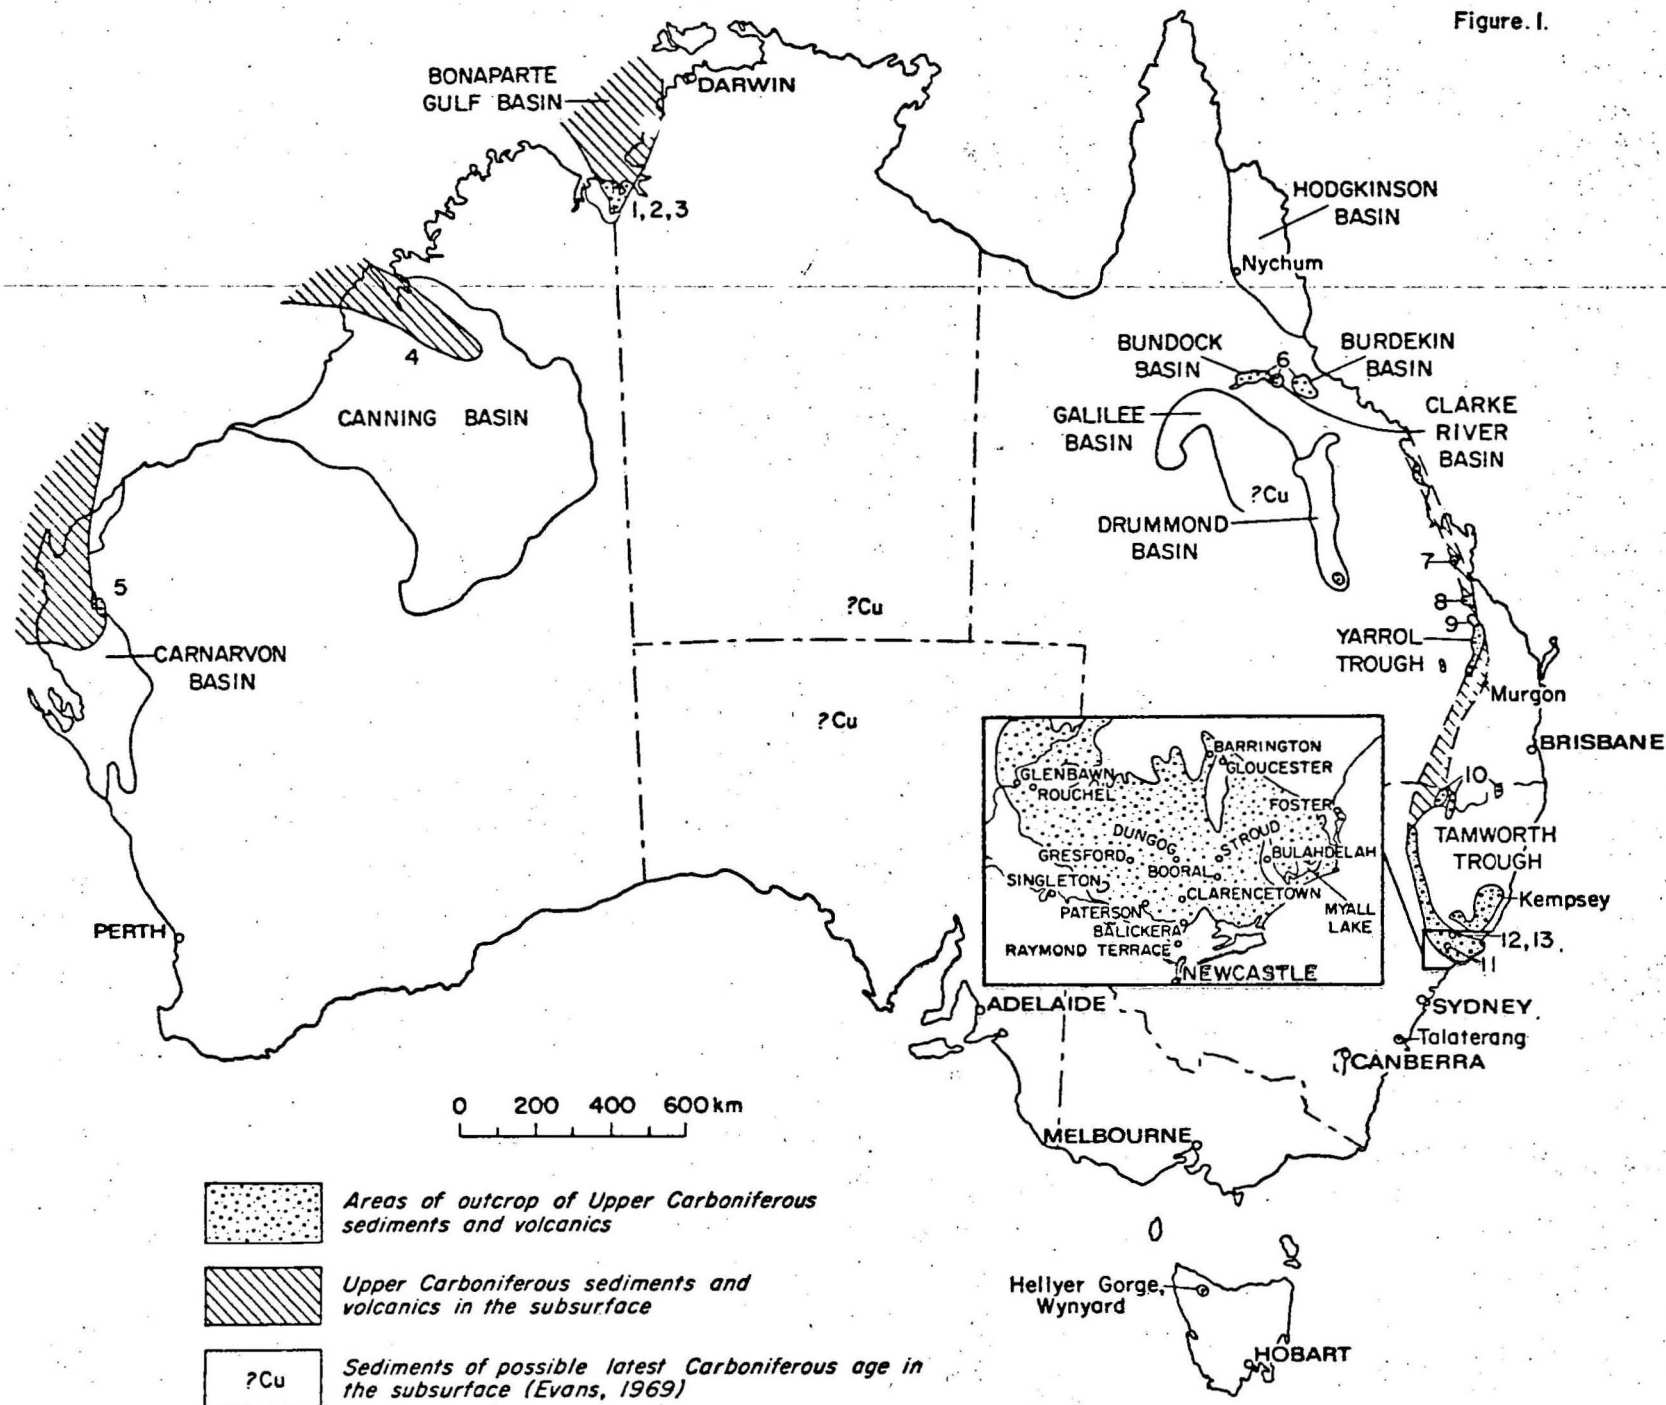 Figure.1.
BONAPARTE
GULF BASIN
DARWIN
1,2,3
HODGKINSON
BASIN
Nychum
4
CANNING BASIN
BUNDOCK
BASIN
6
BURDEKIN
BASIN
GALILEE
BASIN
CLARKE
RIVER
BASIN
?Cu
DRUMMOND
BASIN
5
CARNARVON
BASIN
?Cu
?Cu
7
8
9
YARROL
TROUGH
8
Murgon
BRISBANE
10
TAMWORTH
TROUGH
Kempsey
12,13.
11
BARRINGTON
GLOUCESTER
GLENBAWN
ROUCHEL
FOSTER
DUNGOG
STROUD
GRESFORD
BULAHDELAH
BOORAL
SINGLETON
CLARENCETOWN
PATERSON
MYALL
LAKE
BALICKERA
RAYMOND TERRACE
NEWCASTLE
PERTH
ADELAIDE
SYDNEY
Talaterang
CANBERRA
MELBOURNE
0 200 400 600km
Hellyer Gorge,
Wynyard
HOBART
Areas of outcrop of Upper Carboniferous
sediments and volcanics
Upper Carboniferous sediments and
volcanics in the subsurface
?Cu
Sediments of possible latest Carboniferous age in
the subsurface (Evans, 1969)